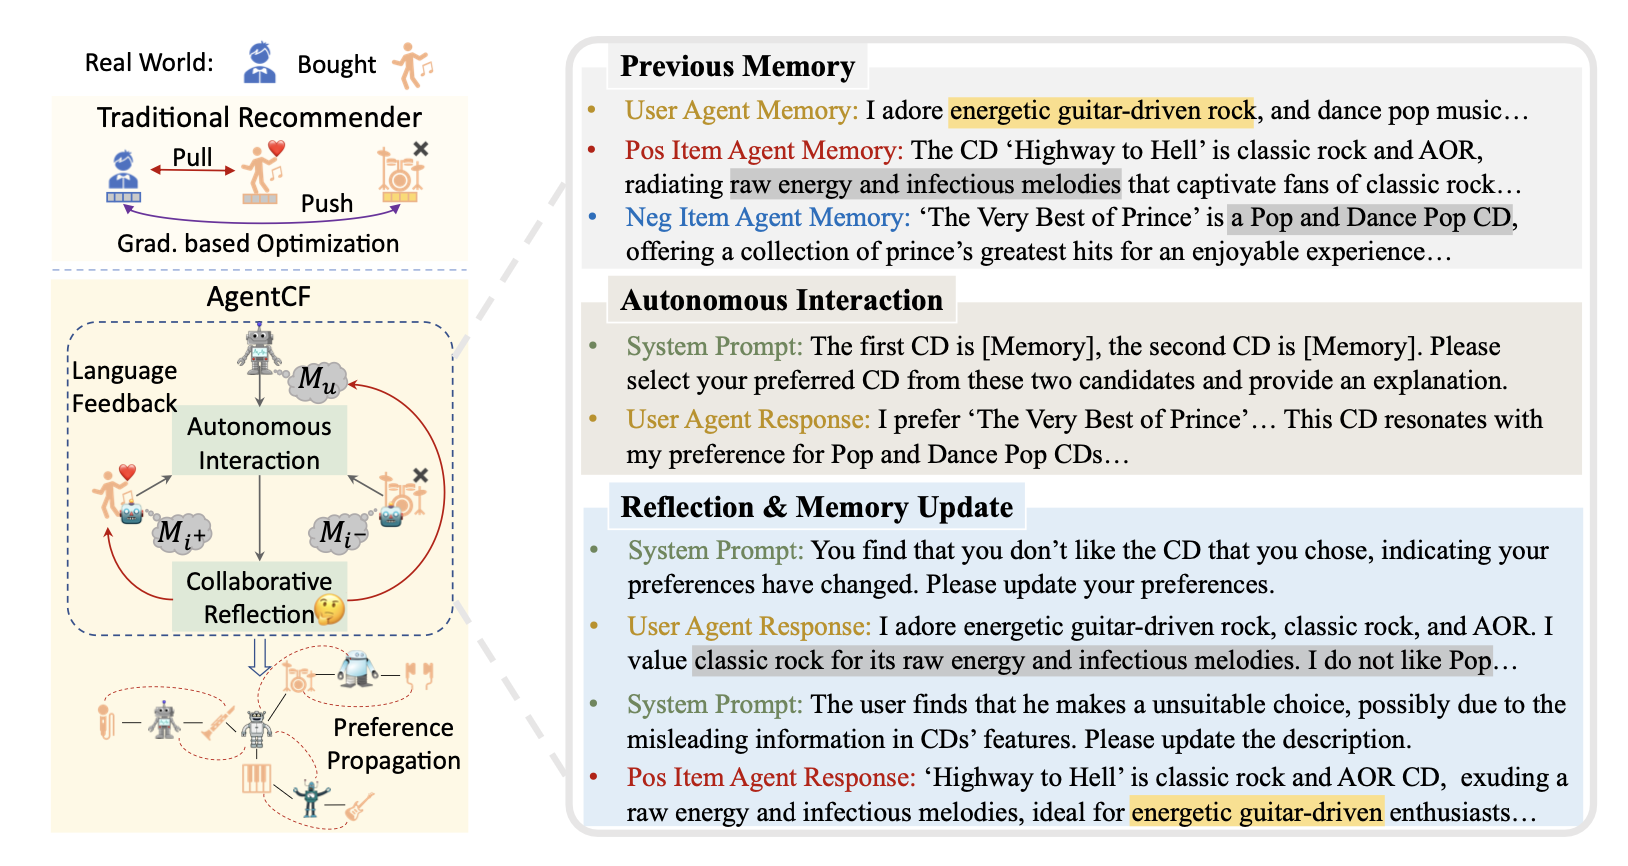 Real World:
Bought
Traditional Recommender
Pull
Push
Grad. based Optimization
AgentCF
Language
Feedback
M_u
Autonomous
Interaction
M_{i^+}
M_{i^-}
Collaborative
Reflection
Preference
Propagation
Previous Memory
• User Agent Memory: I adore energetic guitar-driven rock, and dance pop music…
• Pos Item Agent Memory: The CD ‘Highway to Hell’ is classic rock and AOR,
radiating raw energy and infectious melodies that captivate fans of classic rock…
• Neg Item Agent Memory: ‘The Very Best of Prince’ is a Pop and Dance Pop CD,
offering a collection of prince’s greatest hits for an enjoyable experience…
Autonomous Interaction
• System Prompt: The first CD is [Memory], the second CD is [Memory]. Please
select your preferred CD from these two candidates and provide an explanation.
• User Agent Response: I prefer ‘The Very Best of Prince’… This CD resonates with
my preference for Pop and Dance Pop CDs…
Reflection & Memory Update
• System Prompt: You find that you don’t like the CD that you chose, indicating your
preferences have changed. Please update your preferences.
• User Agent Response: I adore energetic guitar-driven rock, classic rock, and AOR. I
value classic rock for its raw energy and infectious melodies. I do not like Pop…
• System Prompt: The user finds that he makes a unsuitable choice, possibly due to the
misleading information in CDs’ features. Please update the description.
• Pos Item Agent Response: ‘Highway to Hell’ is classic rock and AOR CD, exuding a
raw energy and infectious melodies, ideal for energetic guitar-driven enthusiasts…